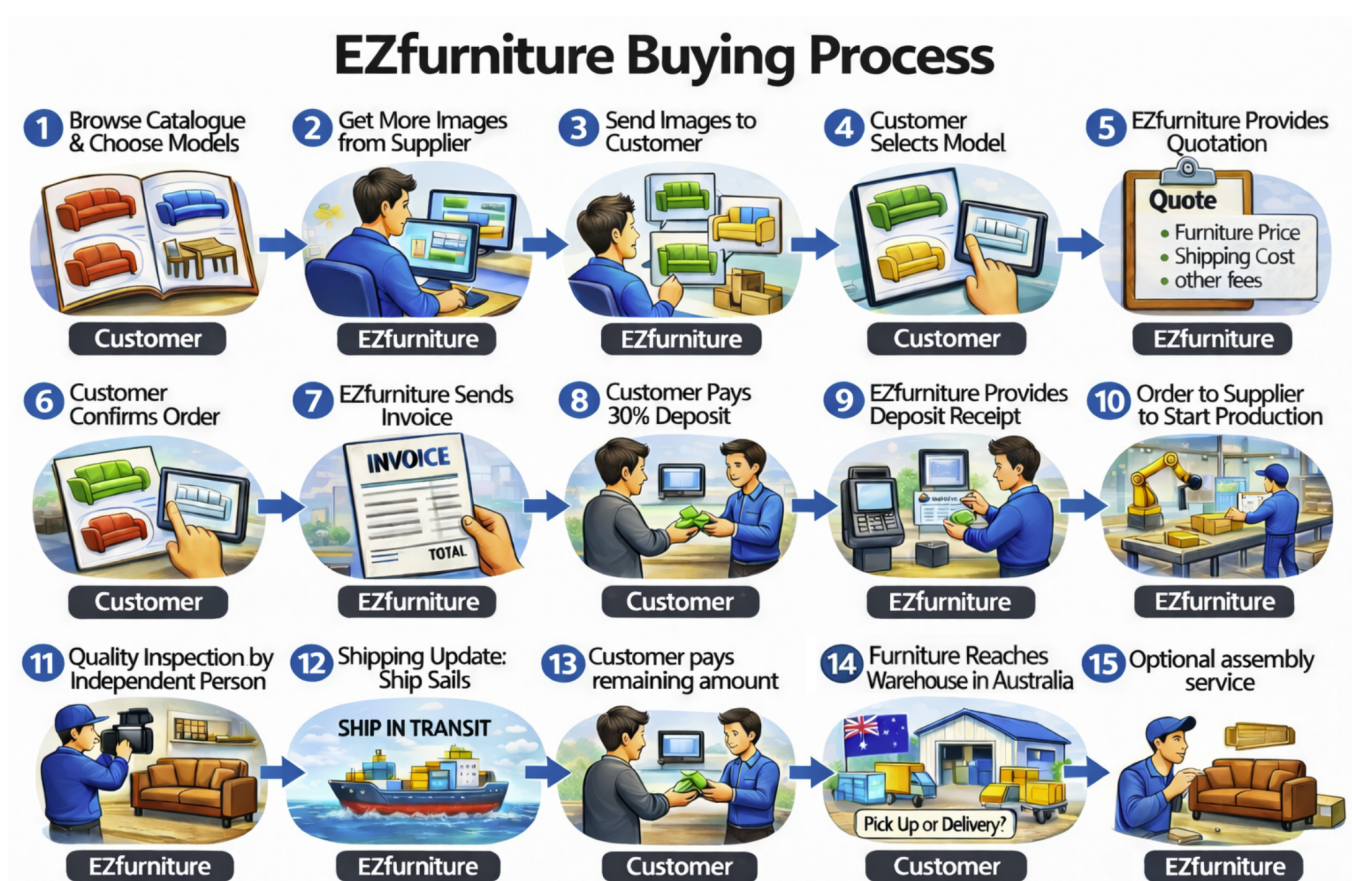 EZfurniture Buying Process
1 Browse Catalogue
& Choose Models
Customer
2 Get More Images
from Supplier
EZfurniture
3 Send Images to
Customer
EZfurniture
4 Customer
Selects Model
Customer
5 EZfurniture Provides
Quotation
Quote
• Furniture Price
• Shipping Cost
• other fees
EZfurniture
6 Customer
Confirms Order
Customer
7 EZfurniture Sends
Invoice
INVOICE
TOTAL
EZfurniture
8 Customer Pays
30% Deposit
Customer
9 EZfurniture Provides
Deposit Receipt
EZfurniture
10 Order to Supplier
to Start Production
EZfurniture
11 Quality Inspection by
Independent Person
EZfurniture
12 Shipping Update:
Ship Sails
SHIP IN TRANSIT
EZfurniture
13 Customer pays
remaining amount
Customer
14 Furniture Reaches
Warehouse in Australia
Pick Up or Delivery?
Customer
15 Optional assembly
service
EZfurniture